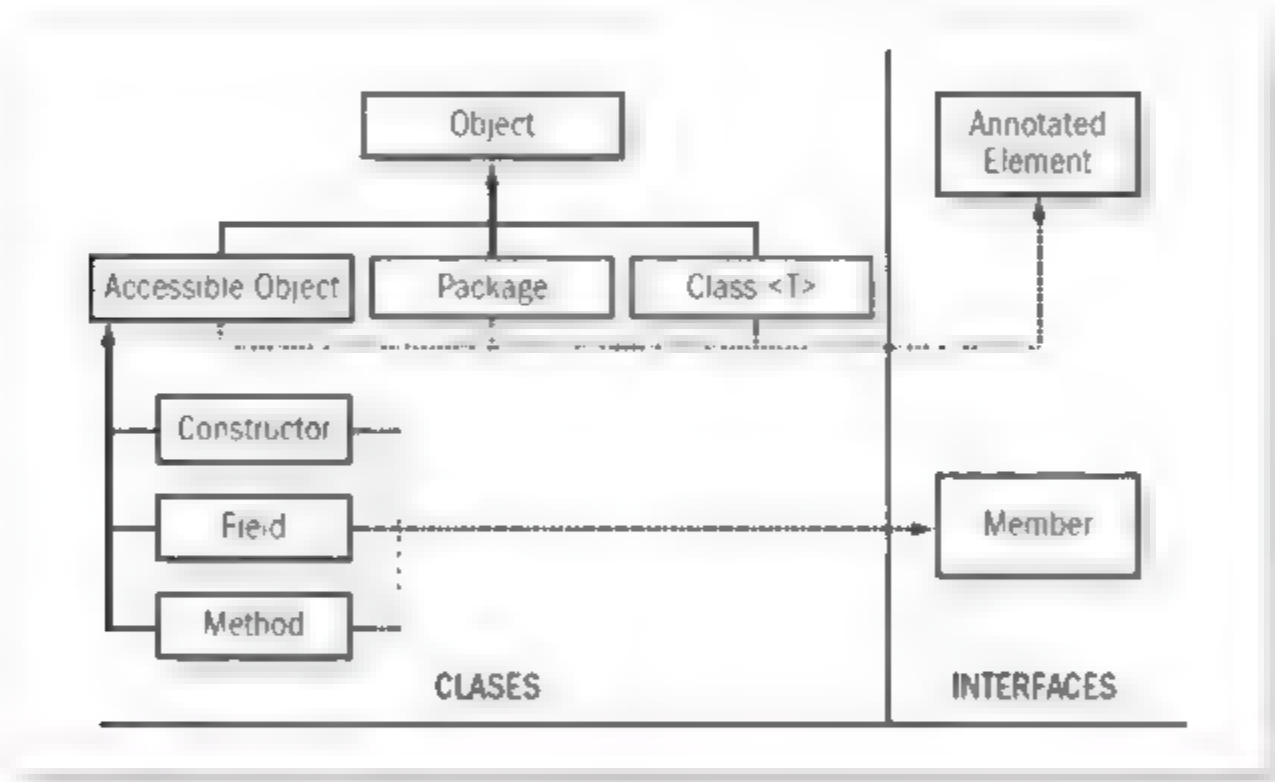 Object
Annotated
Element
Accessible Object
Package
Class <T>
Constructor
Field
Member
Method
CLASES
INTERFACES